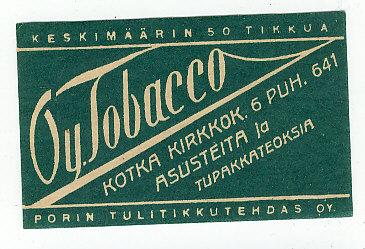 KESKIMÄÄRIN 50 TIKKUA
Oy. Tobacco
KOTKA KIRKKOK. 6 PUH. 641
ASUSTEITA ja
TUPAKKATEOKSIA
PORIN TULITIKKUTEHDAS OY.